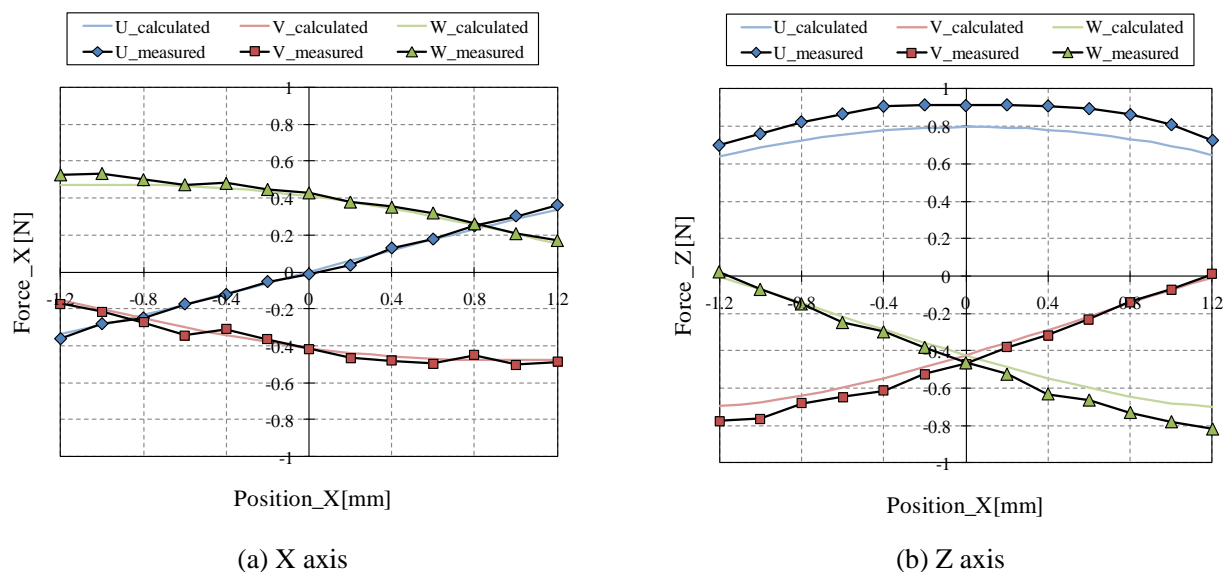 U_calculated V_calculated W_calculated
U_measured V_measured W_measured
1
0.8
0.6
0.4
0.2
0
-0.2
-0.4
-0.6
-0.8
-1
-1.2 -0.8 -0.4 0 0.4 0.8 1.2
Force_X[N]
Position_X[mm]
(a) X axis
U_calculated V_calculated W_calculated
U_measured V_measured W_measured
1
0.8
0.6
0.4
0.2
0
-0.2
-0.4
-0.6
-0.8
-1
-1.2 -0.8 -0.4 0 0.4 0.8 1.2
Force_Z[N]
Position_X[mm]
(b) Z axis